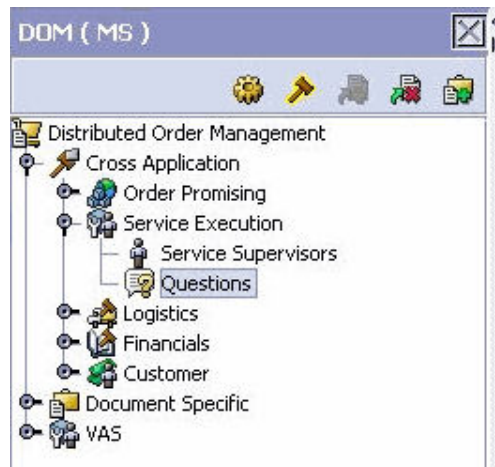 DOM ( MS )
Distributed Order Management
Cross Application
Order Promising
Service Execution
Service Supervisors
Questions
Logistics
Financials
Customer
Document Specific
VAS